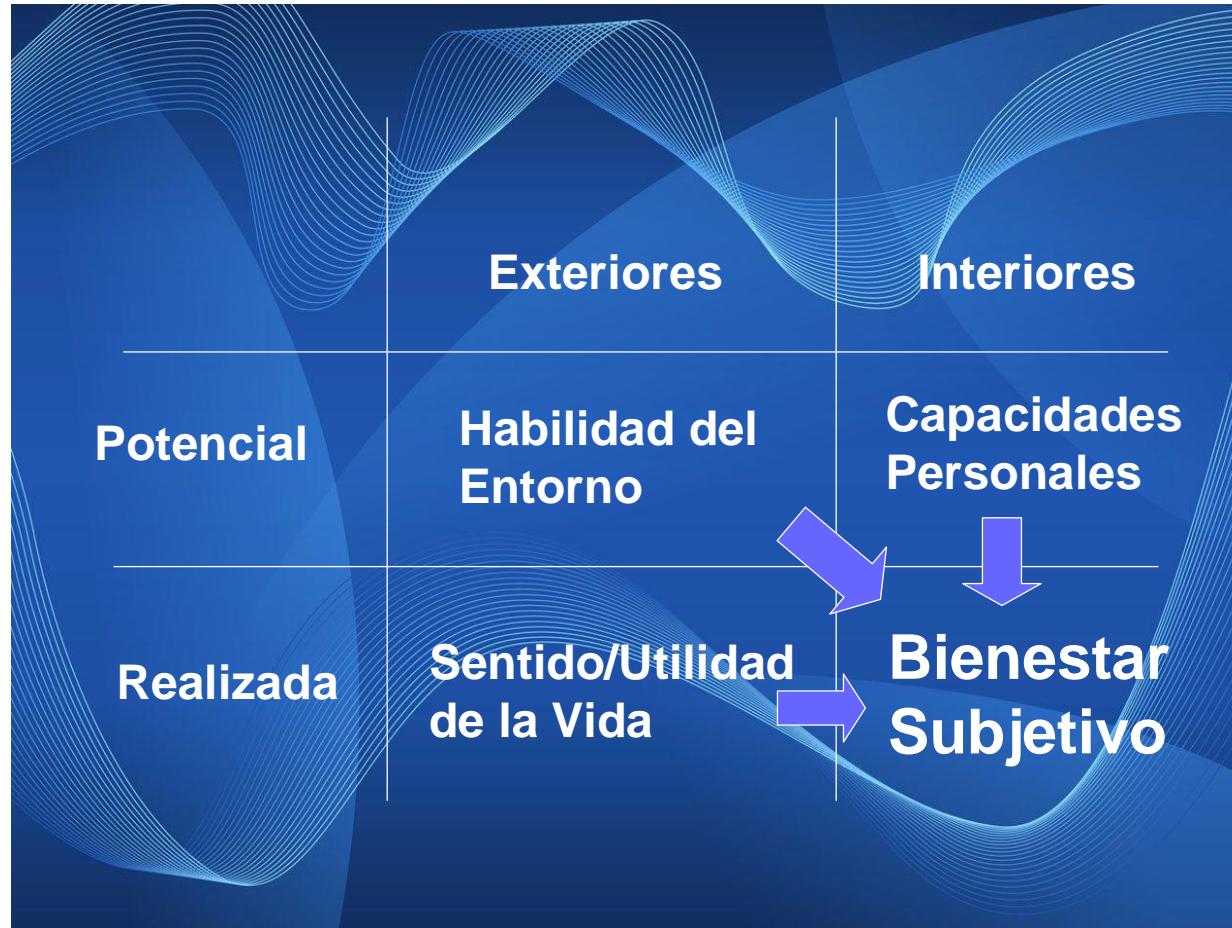 Exteriores
Interiores
Potencial
Habilidad del
Entorno
Capacidades
Personales
Realizada
Sentido/Utilidad
de la Vida
Bienestar
Subjetivo